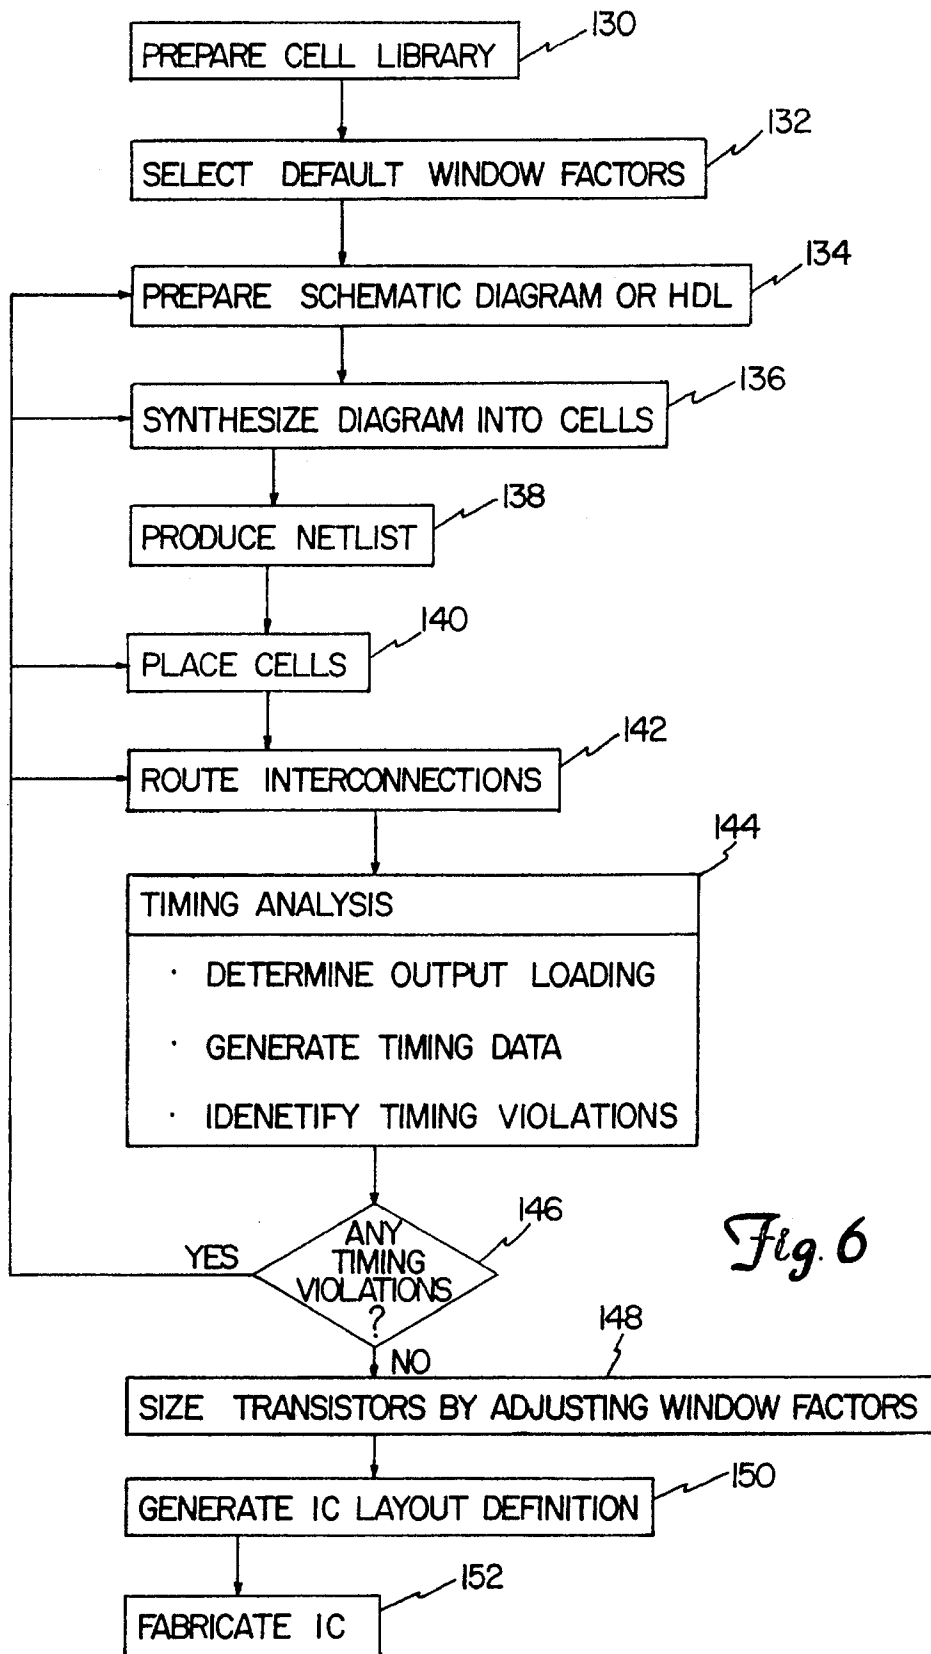 130
PREPARE CELL LIBRARY
132
SELECT DEFAULT WINDOW FACTORS
134
PREPARE SCHEMATIC DIAGRAM OR HDL
136
SYNTHESIZE DIAGRAM INTO CELLS
138
PRODUCE NETLIST
140
PLACE CELLS
142
ROUTE INTERCONNECTIONS
144
TIMING ANALYSIS
· DETERMINE OUTPUT LOADING
· GENERATE TIMING DATA
· IDENETIFY TIMING VIOLATIONS
146
YES
ANY
TIMING
VIOLATIONS
?
Fig. 6
NO
148
SIZE TRANSISTORS BY ADJUSTING WINDOW FACTORS
150
GENERATE IC LAYOUT DEFINITION
152
FABRICATE IC